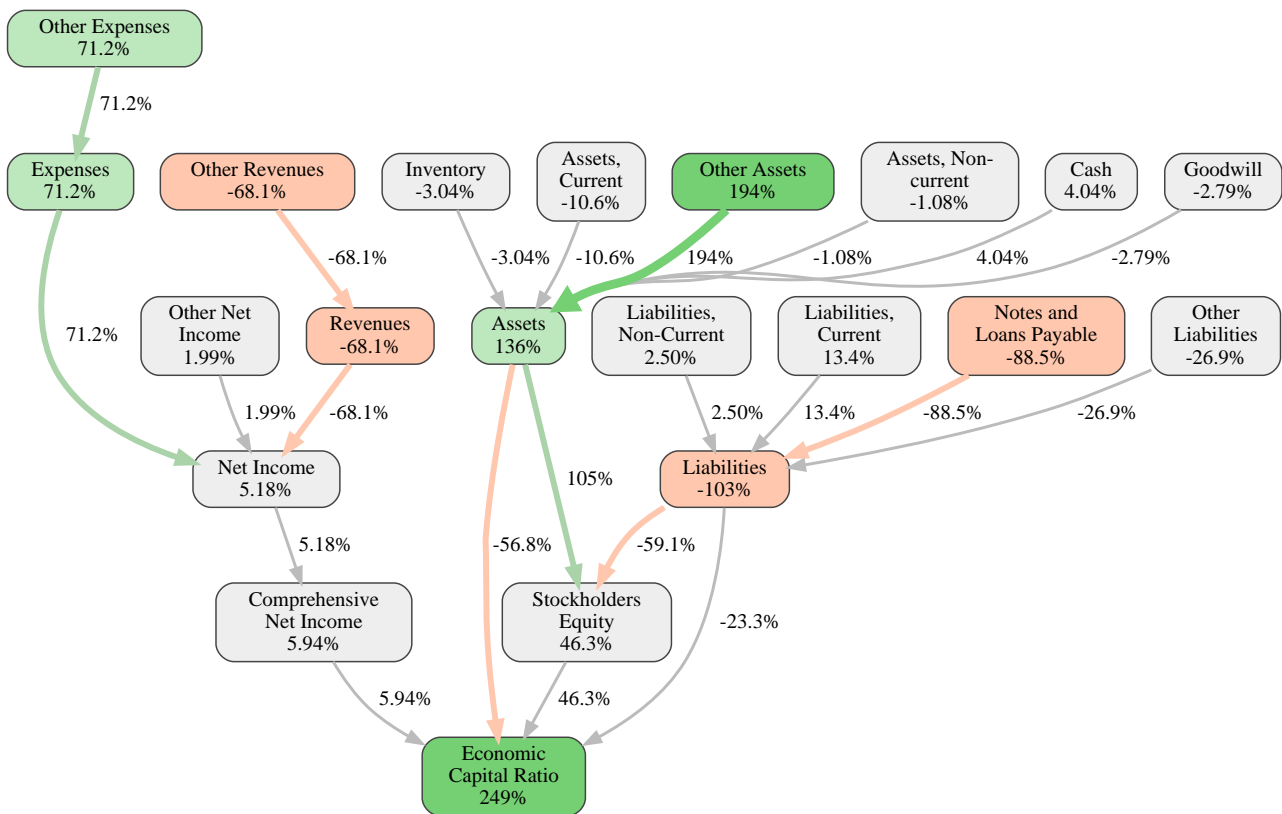 Other Expenses
71.2%
71.2%
Expenses
71.2%
Other Revenues
-68.1%
Inventory
-3.04%
Assets,
Current
-10.6%
Other Assets
194%
Assets, Non-
current
-1.08%
Cash
4.04%
Goodwill
-2.79%
-68.1%
-3.04%
-10.6%
194%
-1.08%
4.04%
-2.79%
71.2%
Other Net
Income
1.99%
Revenues
-68.1%
Assets
136%
Liabilities,
Non-Current
2.50%
Liabilities,
Current
13.4%
Notes and
Loans Payable
-88.5%
Other
Liabilities
-26.9%
1.99%
-68.1%
2.50%
13.4%
-88.5%
-26.9%
Net Income
5.18%
105%
Liabilities
-103%
5.18%
-56.8%
-59.1%
Comprehensive
Net Income
5.94%
Stockholders
Equity
46.3%
-23.3%
5.94%
46.3%
Economic
Capital Ratio
249%